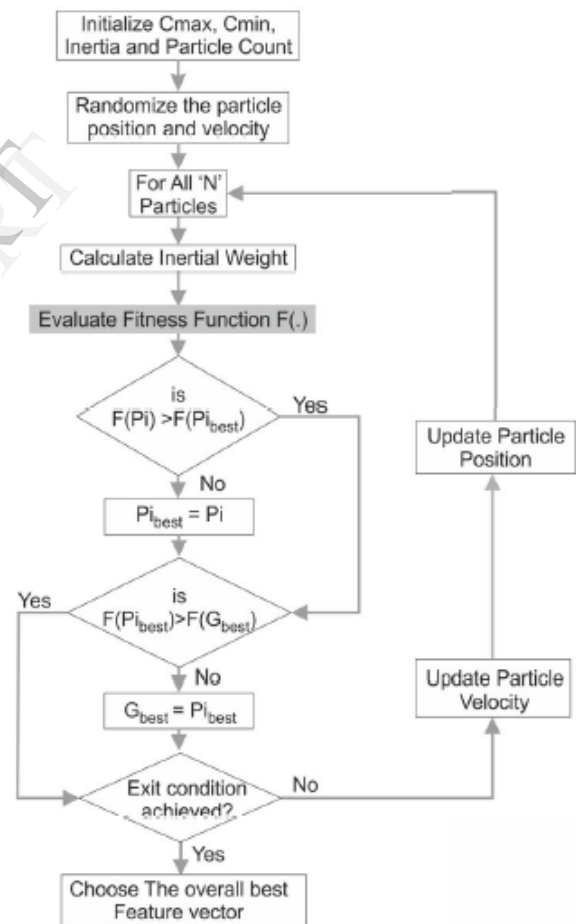 Initialize Cmax, Cmin,
Inertia and Particle Count
Randomize the particle
position and velocity
For All 'N'
Particles
Calculate Inertial Weight
Evaluate Fitness Function F(.)
is
F(Pi) >F(Pibest)
Yes
No
Pibest = Pi
is
F(Pibest)>F(Gbest)
Yes
No
Gbest = Pibest
Exit condition
achieved?
No
Yes
Choose The overall best
Feature vector
Update Particle
Velocity
Update Particle
Position